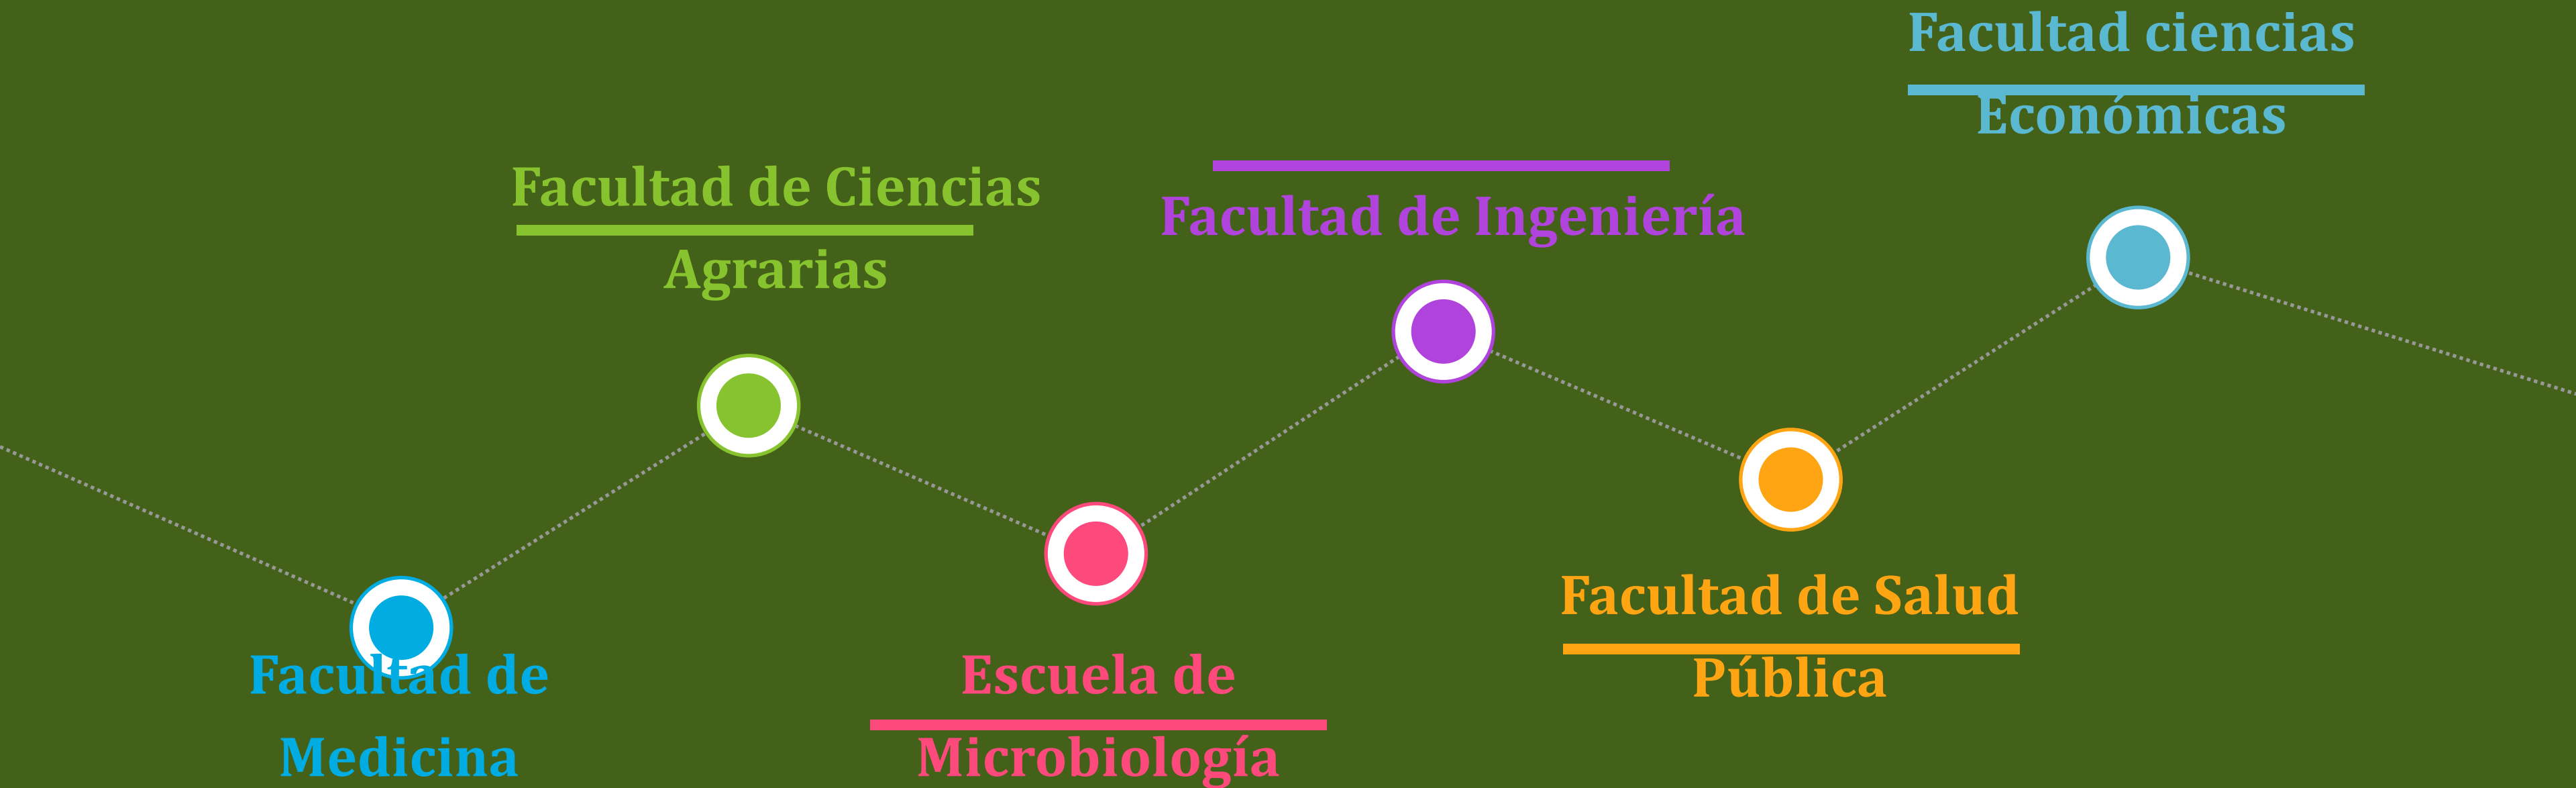 Facultad de
Medicina
Facultad de Ciencias
Agrarias
Escuela de
Microbiología
Facultad de Ingeniería
Facultad de Salud
Pública
Facultad ciencias
Económicas